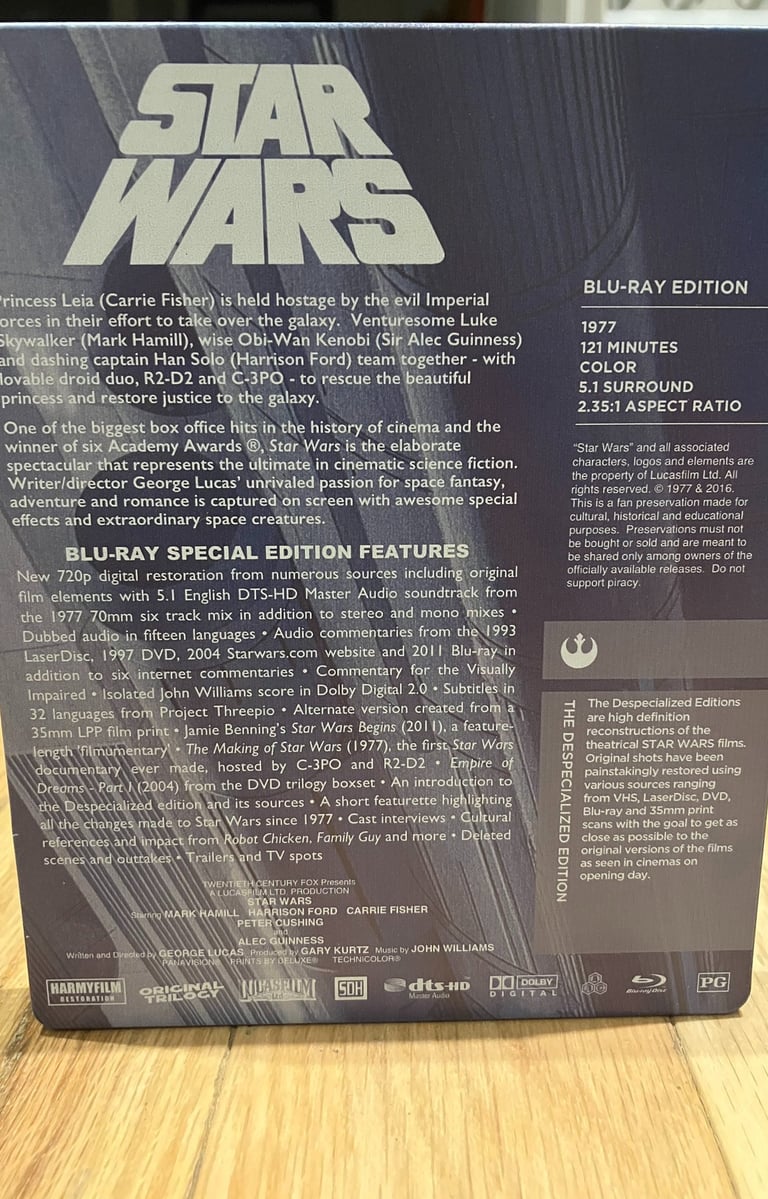 STAR
WARS
Princess Leia (Carrie Fisher) is held hostage by the evil Imperial
forces in their effort to take over the galaxy. Venturesome Luke
Skywalker (Mark Hamill), wise Obi-Wan Kenobi (Sir Alec Guinness)
and dashing captain Han Solo (Harrison Ford) team together - with
lovable droid duo, R2-D2 and C-3PO - to rescue the beautiful
princess and restore justice to the galaxy.
One of the biggest box office hits in the history of cinema and the
winner of six Academy Awards ®, Star Wars is the elaborate
spectacular that represents the ultimate in cinematic science fiction.
Writer/director George Lucas' unrivaled passion for space fantasy,
adventure and romance is captured on screen with awesome special
effects and extraordinary space creatures.
BLU-RAY SPECIAL EDITION FEATURES
New 720p digital restoration from numerous sources including original
film elements with 5.1 English DTS-HD Master Audio soundtrack from
the 1977 70mm six track mix in addition to stereo and mono mixes •
Dubbed audio in fifteen languages • Audio commentaries from the 1993
LaserDisc, 1997 DVD, 2004 Starwars.com website and 2011 Blu-ray in
addition to six internet commentaries • Commentary for the Visually
Impaired • Isolated John Williams score in Dolby Digital 2.0 • Subtitles in
32 languages from Project Threepio • Alternate version created from a
35mm LPP film print • Jamie Benning's Star Wars Begins (2011), a feature-
length 'filmumentary' • The Making of Star Wars (1977), the first Star Wars
documentary ever made, hosted by C-3PO and R2-D2 • Empire of
Dreams - Part I (2004) from the DVD trilogy boxset • An introduction to
the Despecialized edition and its sources • A short featurette highlighting
all the changes made to Star Wars since 1977 • Cast interviews • Cultural
references and impact from Robot Chicken, Family Guy and more • Deleted
scenes and outtakes • Trailers and TV spots
TWENTIETH CENTURY FOX Presents
A LUCASFILM LTD. PRODUCTION
STAR WARS
Starring MARK HAMILL HARRISON FORD CARRIE FISHER
PETER CUSHING
and
ALEC GUINNESS
Written and Directed by GEORGE LUCAS Produced by GARY KURTZ Music by JOHN WILLIAMS
PANAVISION® PRINTS BY DELUXE® TECHNICOLOR®
BLU-RAY EDITION
1977
121 MINUTES
COLOR
5.1 SURROUND
2.35:1 ASPECT RATIO
"Star Wars" and all associated
characters, logos and elements are
the property of Lucasfilm Ltd. All
rights reserved. © 1977 & 2016.
This is a fan preservation made for
cultural, historical and educational
purposes. Preservations must not
be bought or sold and are meant to
be shared only among owners of the
officially available releases. Do not
support piracy.
THE DESPECIALIZED EDITION
The Despecialized Editions
are high definition
reconstructions of the
theatrical STAR WARS films.
Original shots have been
painstakingly restored using
various sources ranging
from VHS, LaserDisc, DVD,
Blu-ray and 35mm print
scans with the goal to get as
close as possible to the
original versions of the films
as seen in cinemas on
opening day.
HARMYFILM
RESTORATION
ORIGINAL
TRILOGY
LUCASFILM
SDH
dts-HD
Master Audio
DOLBY
DIGITAL
Blu-ray Disc
PG